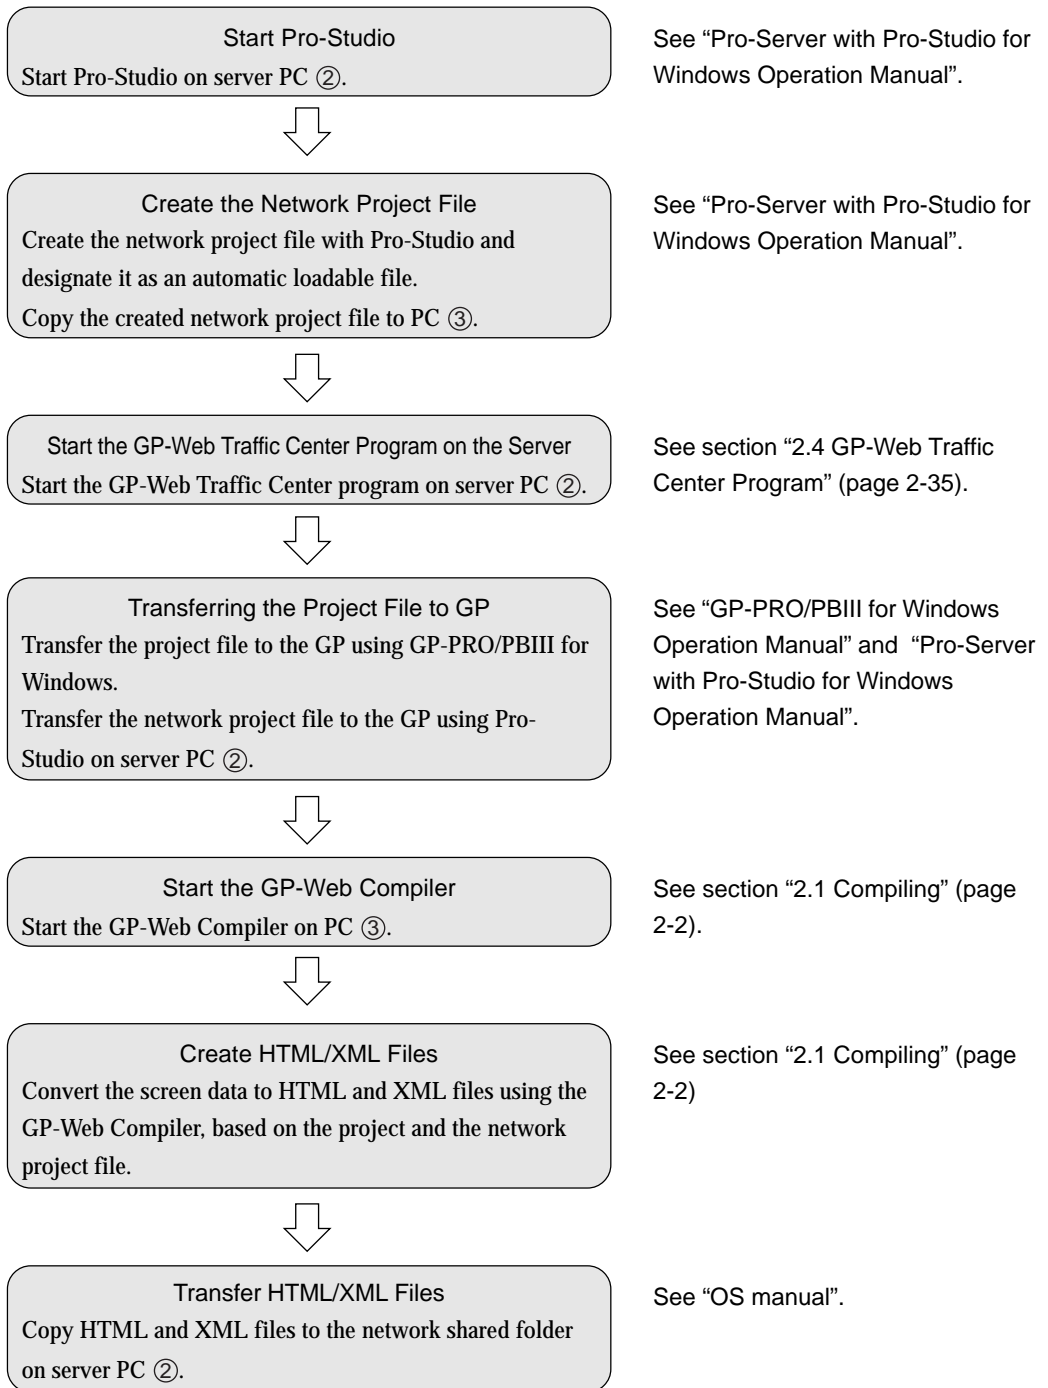 Start Pro-Studio
Start Pro-Studio on server PC ②.
See “Pro-Server with Pro-Studio for
Windows Operation Manual”.
Create the Network Project File
Create the network project file with Pro-Studio and
designate it as an automatic loadable file.
Copy the created network project file to PC ③.
See “Pro-Server with Pro-Studio for
Windows Operation Manual”.
Start the GP-Web Traffic Center Program on the Server
Start the GP-Web Traffic Center program on server PC ②.
See section “2.4 GP-Web Traffic
Center Program” (page 2-35).
Transferring the Project File to GP
Transfer the project file to the GP using GP-PRO/PBIII for
Windows.
Transfer the network project file to the GP using Pro-
Studio on server PC ②.
See “GP-PRO/PBIII for Windows
Operation Manual” and “Pro-Server
with Pro-Studio for Windows
Operation Manual”.
Start the GP-Web Compiler
Start the GP-Web Compiler on PC ③.
See section “2.1 Compiling” (page
2-2).
Create HTML/XML Files
Convert the screen data to HTML and XML files using the
GP-Web Compiler, based on the project and the network
project file.
See section “2.1 Compiling” (page
2-2)
Transfer HTML/XML Files
Copy HTML and XML files to the network shared folder
on server PC ②.
See “OS manual”.